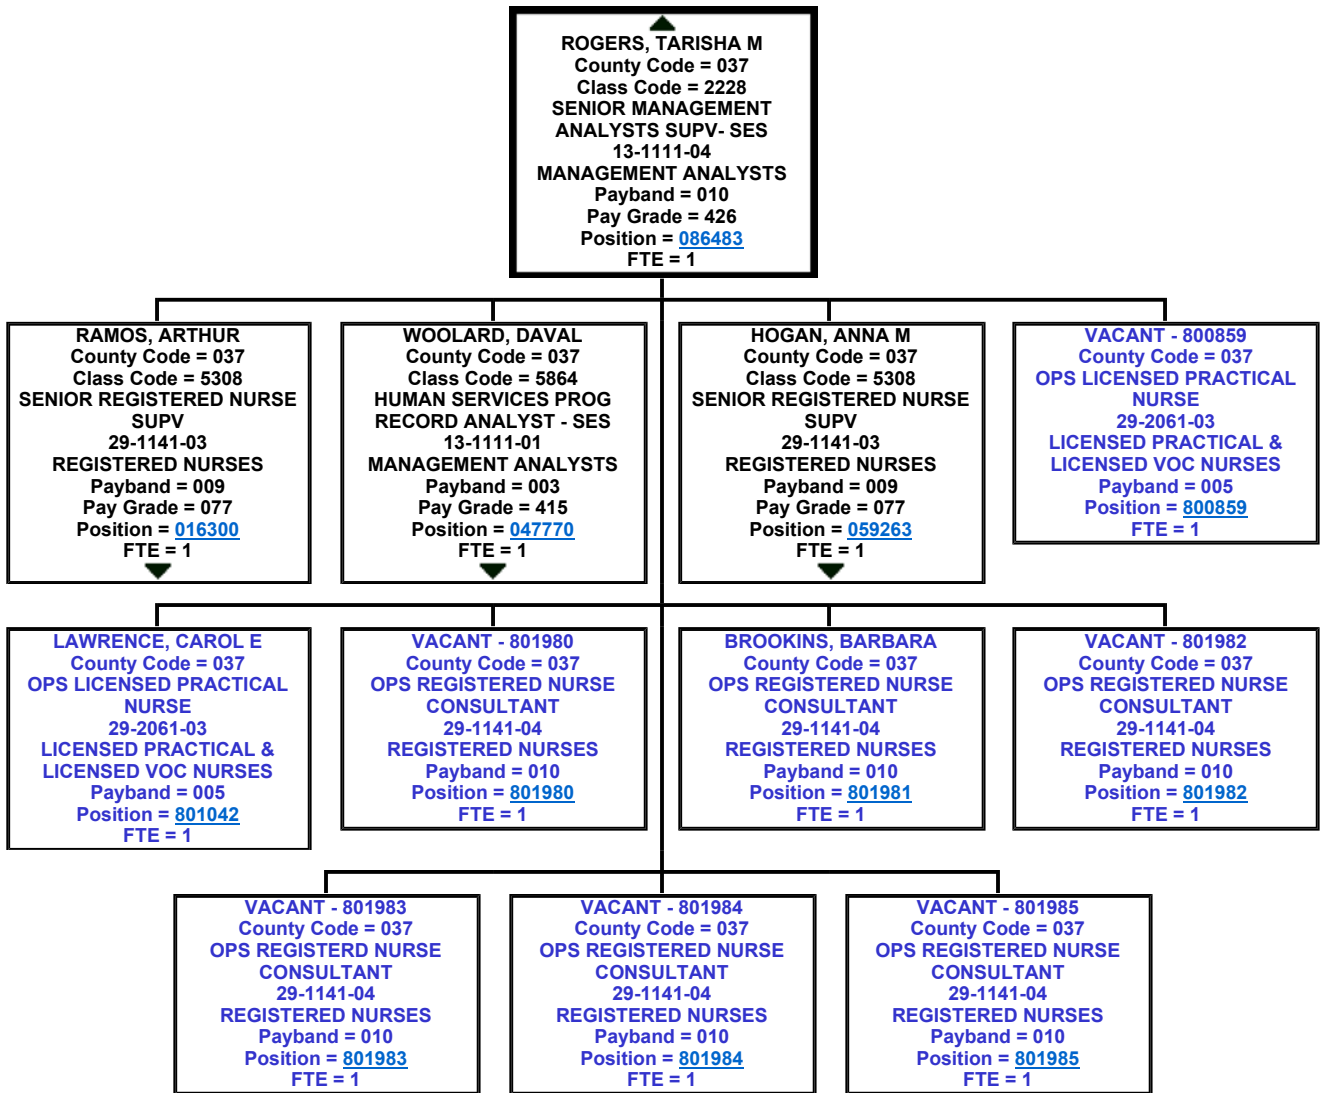 ROGERS, TARISHA M
County Code = 037
Class Code = 2228
SENIOR MANAGEMENT
ANALYSTS SUPV- SES
13-1111-04
MANAGEMENT ANALYSTS
Payband = 010
Pay Grade = 426
Position = 086483
FTE = 1
RAMOS, ARTHUR
County Code = 037
Class Code = 5308
SENIOR REGISTERED NURSE
SUPV
29-1141-03
REGISTERED NURSES
Payband = 009
Pay Grade = 077
Position = 016300
FTE = 1
WOOLARD, DAVAL
County Code = 037
Class Code = 5864
HUMAN SERVICES PROG
RECORD ANALYST - SES
13-1111-01
MANAGEMENT ANALYSTS
Payband = 003
Pay Grade = 415
Position = 047770
FTE = 1
HOGAN, ANNA M
County Code = 037
Class Code = 5308
SENIOR REGISTERED NURSE
SUPV
29-1141-03
REGISTERED NURSES
Payband = 009
Pay Grade = 077
Position = 059263
FTE = 1
VACANT - 800859
County Code = 037
OPS LICENSED PRACTICAL
NURSE
29-2061-03
LICENSED PRACTICAL &
LICENSED VOC NURSES
Payband = 005
Position = 800859
FTE = 1
LAWRENCE, CAROL E
County Code = 037
OPS LICENSED PRACTICAL
NURSE
29-2061-03
LICENSED PRACTICAL &
LICENSED VOC NURSES
Payband = 005
Position = 801042
FTE = 1
VACANT - 801980
County Code = 037
OPS REGISTERED NURSE
CONSULTANT
29-1141-04
REGISTERED NURSES
Payband = 010
Position = 801980
FTE = 1
BROOKINS, BARBARA
County Code = 037
OPS REGISTERED NURSE
CONSULTANT
29-1141-04
REGISTERED NURSES
Payband = 010
Position = 801981
FTE = 1
VACANT - 801982
County Code = 037
OPS REGISTERED NURSE
CONSULTANT
29-1141-04
REGISTERED NURSES
Payband = 010
Position = 801982
FTE = 1
VACANT - 801983
County Code = 037
OPS REGISTERD NURSE
CONSULTANT
29-1141-04
REGISTERED NURSES
Payband = 010
Position = 801983
FTE = 1
VACANT - 801984
County Code = 037
OPS REGISTERED NURSE
CONSULTANT
29-1141-04
REGISTERED NURSES
Payband = 010
Position = 801984
FTE = 1
VACANT - 801985
County Code = 037
OPS REGISTERED NURSE
CONSULTANT
29-1141-04
REGISTERED NURSES
Payband = 010
Position = 801985
FTE = 1